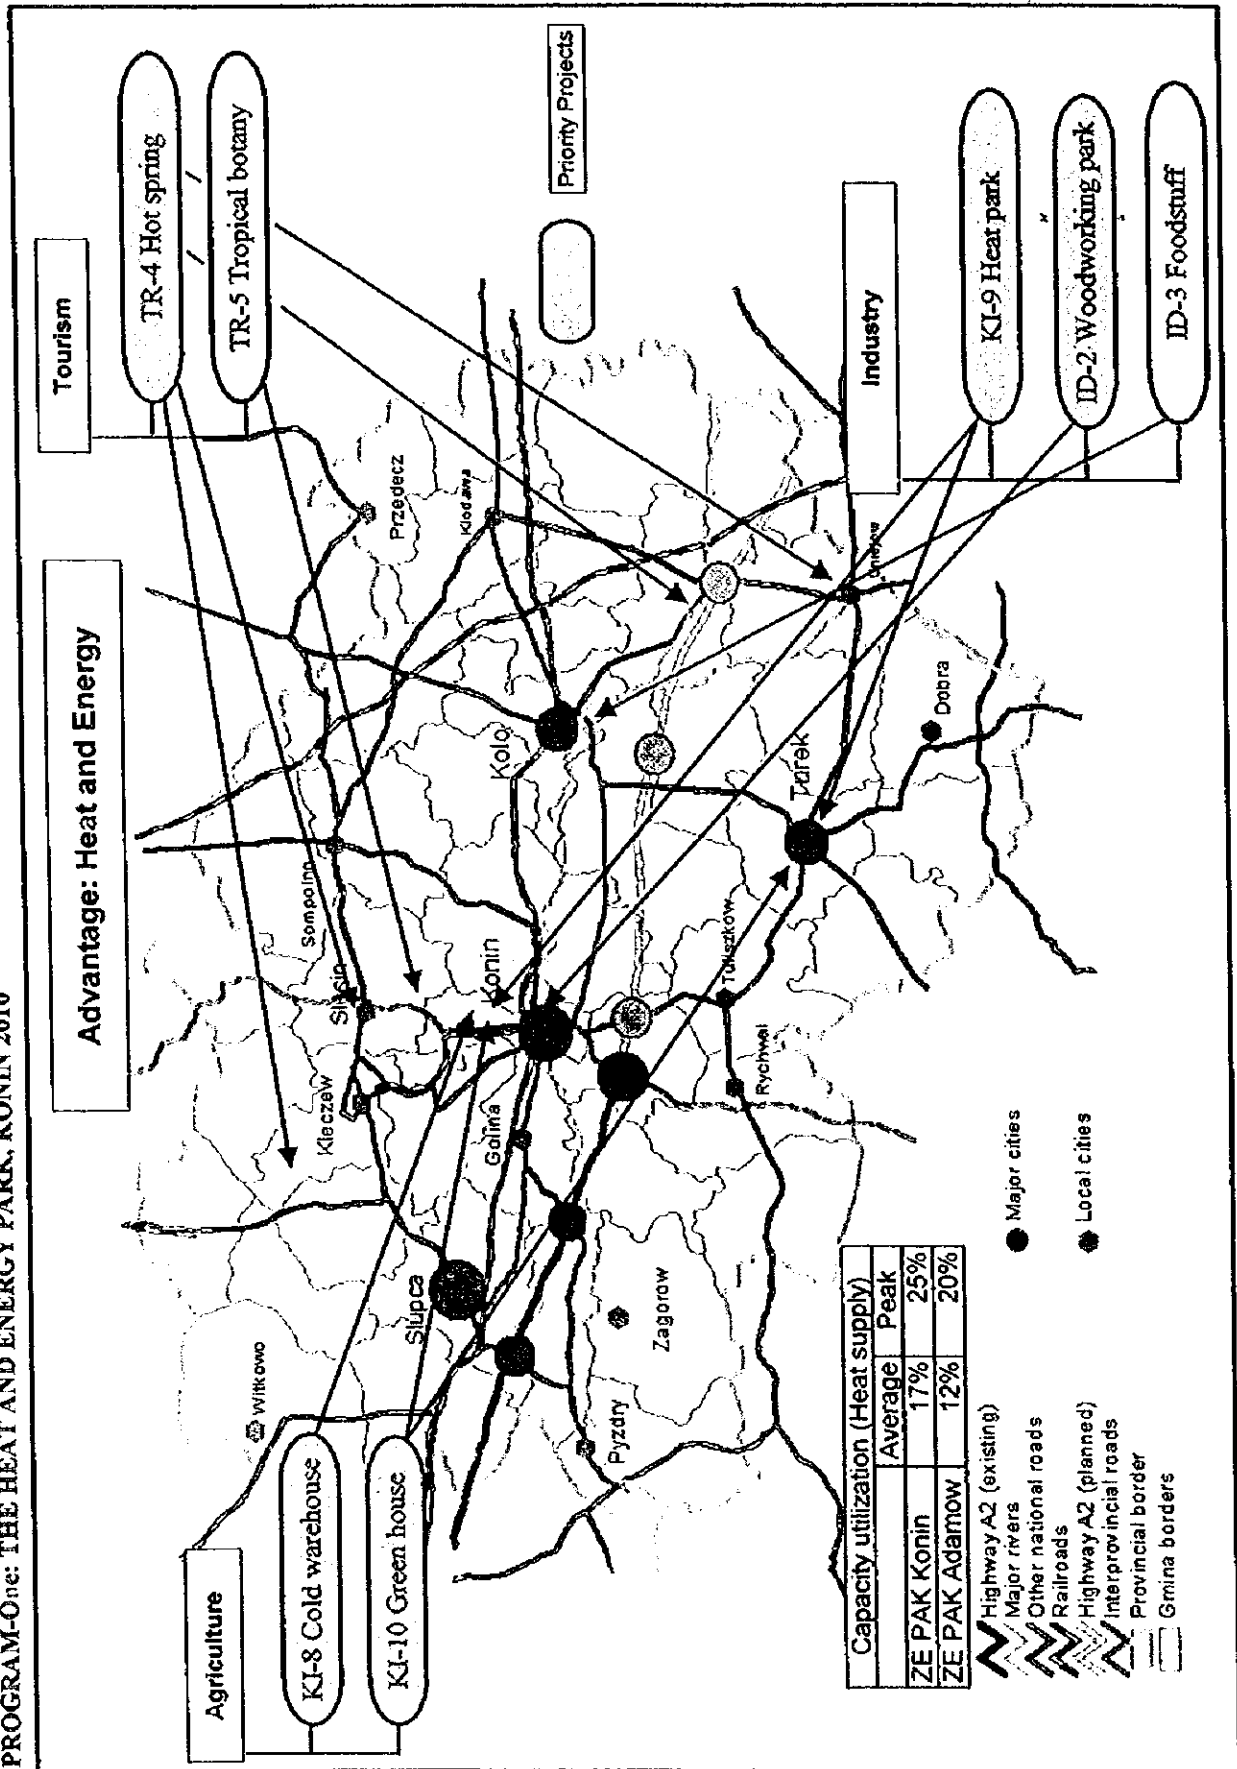 PROGRAM-One: THE HEAT AND ENERGY PARK, KONIN 2010
Advantage: Heat and Energy
Tourism
TR-4 Hot spring
TR-5 Tropical botany
Priority Projects
Agriculture
KI-8 Cold warehouse
KI-10 Green house
Industry
KI-9 Heat park
ID-2 Woodworking park
ID-3 Foodstuff
Witkowo
Kleczew
Slesin
Sompolno
Przedecz
Klodawa
Slupca
Golina
Konin
Kolo
Pyzdry
Zagorow
Rychwal
Tuliszkow
Turek
Dobra
Capacity utilization (Heat supply)
Average Peak
ZE PAK Konin 17% 25%
ZE PAK Adamow 12% 20%
Highway A2 (existing)
Major rivers
Other national roads
Railroads
Highway A2 (planned)
Interprovincial roads
Provincial border
Gmina borders
Major cities
Local cities